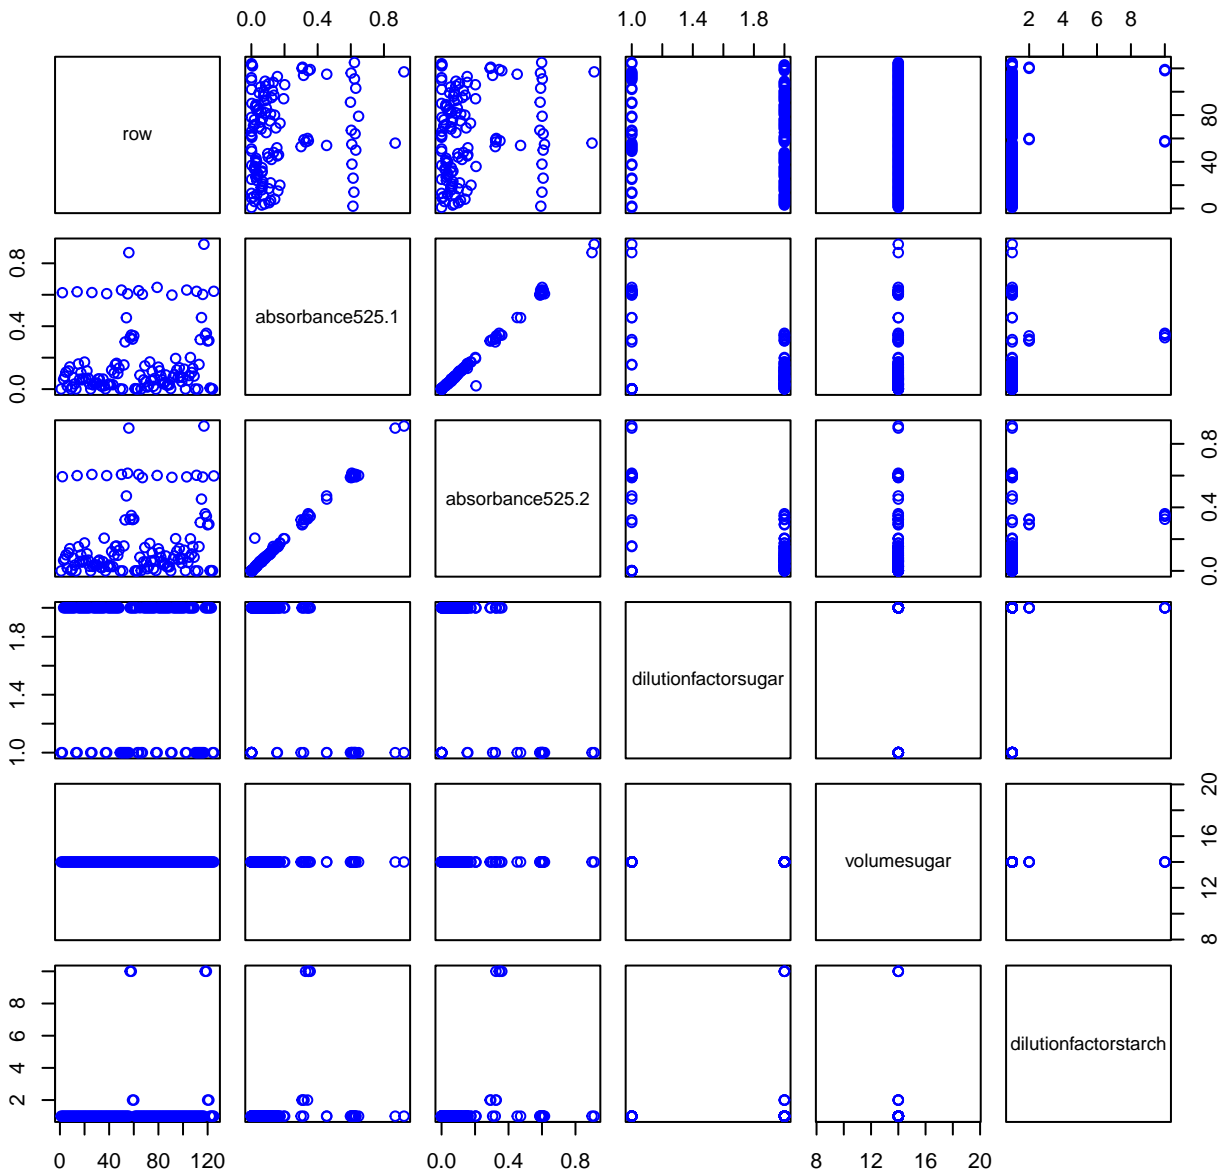 0.0 0.4 0.8 1.0 1.4 1.8 2 4 6 8
row
0 40 80
0.0 0.4 0.8
absorbance525.1
absorbance525.2
0.0 0.4 0.8
1.0 1.4 1.8
dilutionfactorsugar
volumesugar
8 12 16 20
2 4 6 8
dilutionfactorstarch
0 40 80 120 0.0 0.4 0.8 8 12 16 20